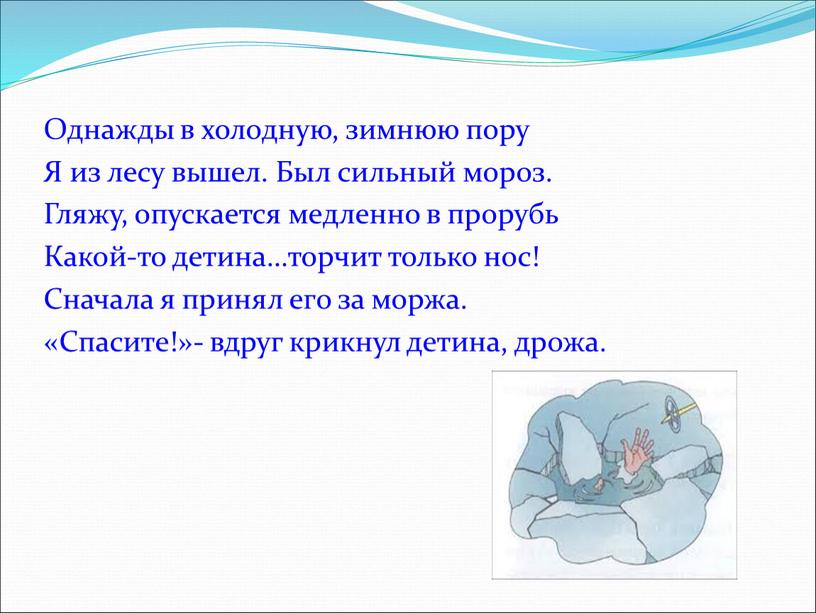 Однажды в холодную, зимнюю пору
Я из лесу вышел. Был сильный мороз.
Гляжу, опускается медленно в прорубь
Какой-то детина…торчит только нос!
Сначала я принял его за моржа.
«Спасите!»- вдруг крикнул детина, дрожа.